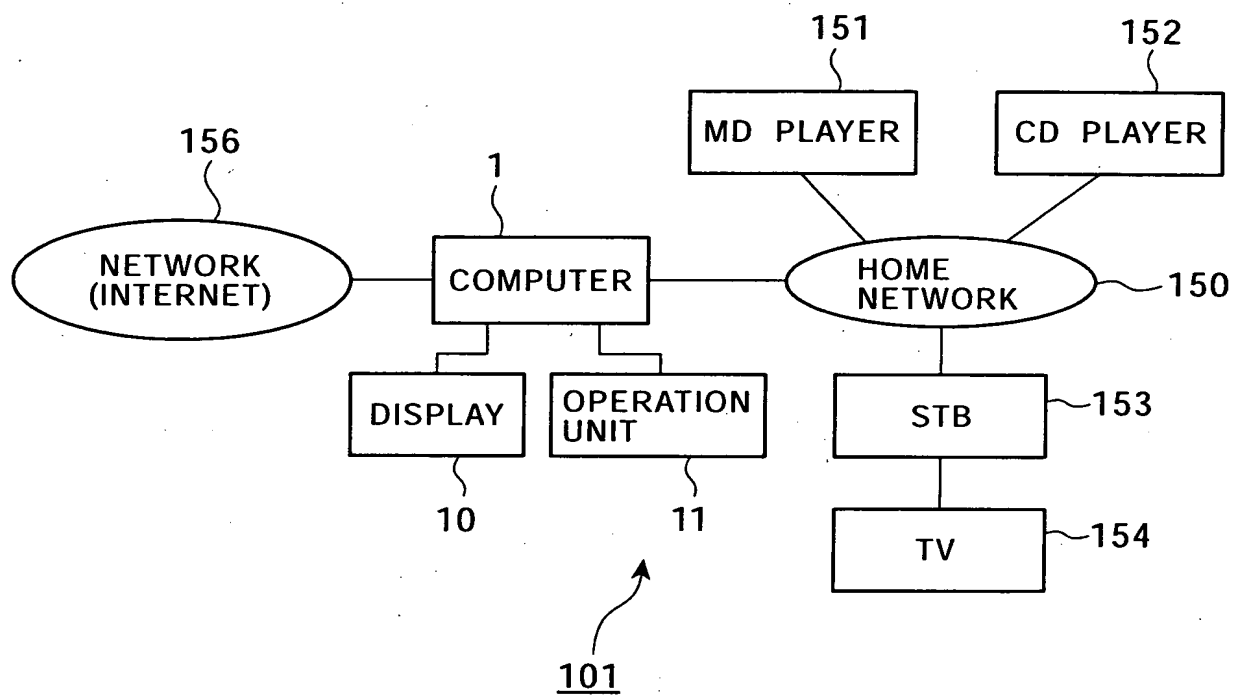 151
152
MD PLAYER
CD PLAYER
156
1
NETWORK
(INTERNET)
COMPUTER
HOME
NETWORK
150
DISPLAY
OPERATION
UNIT
STB
153
10
11
TV
154
101